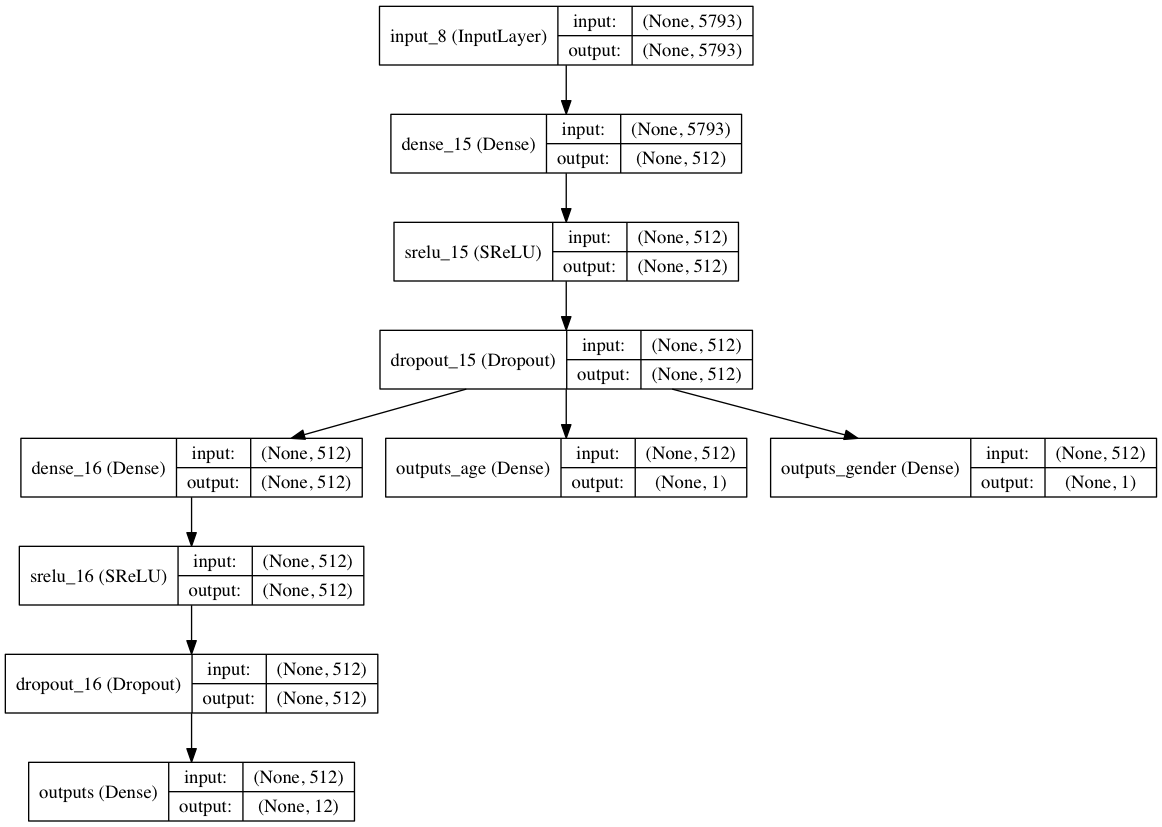 input_8 (InputLayer)
input: (None, 5793)
output: (None, 5793)
dense_15 (Dense)
input: (None, 5793)
output: (None, 512)
srelu_15 (SReLU)
input: (None, 512)
output: (None, 512)
dropout_15 (Dropout)
input: (None, 512)
output: (None, 512)
dense_16 (Dense)
input: (None, 512)
output: (None, 512)
outputs_age (Dense)
input: (None, 512)
output: (None, 1)
outputs_gender (Dense)
input: (None, 512)
output: (None, 1)
srelu_16 (SReLU)
input: (None, 512)
output: (None, 512)
dropout_16 (Dropout)
input: (None, 512)
output: (None, 512)
outputs (Dense)
input: (None, 512)
output: (None, 12)